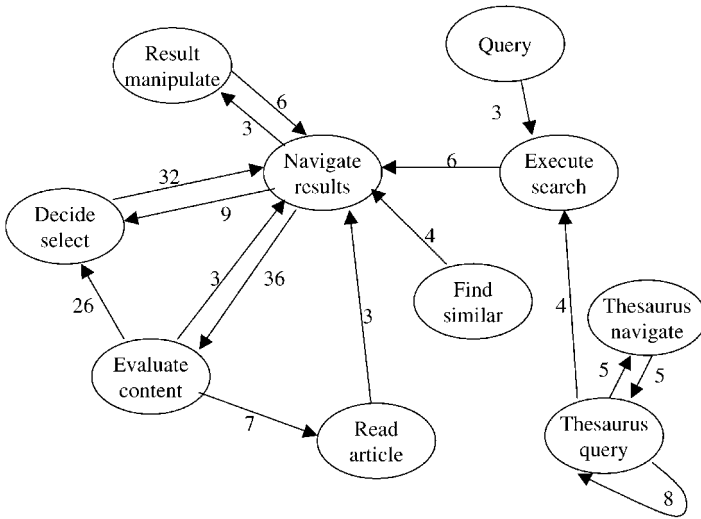 Result
manipulate
Query
6
3
3
Navigate
results
6
Execute
search
32
9
Decide
select
4
3
36
Find
similar
26
3
4
Thesaurus
navigate
Evaluate
content
5
5
7
Read
article
Thesaurus
query
8